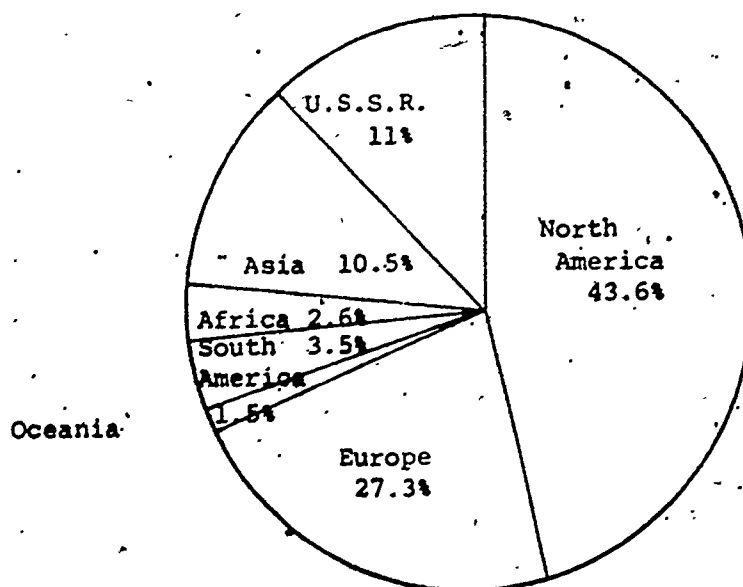 U.S.S.R.
11%
North
America
43.6%
Asia 10.5%
Africa 2.6%
South 3.5%
America
1.5%
Oceania
Europe
27.3%